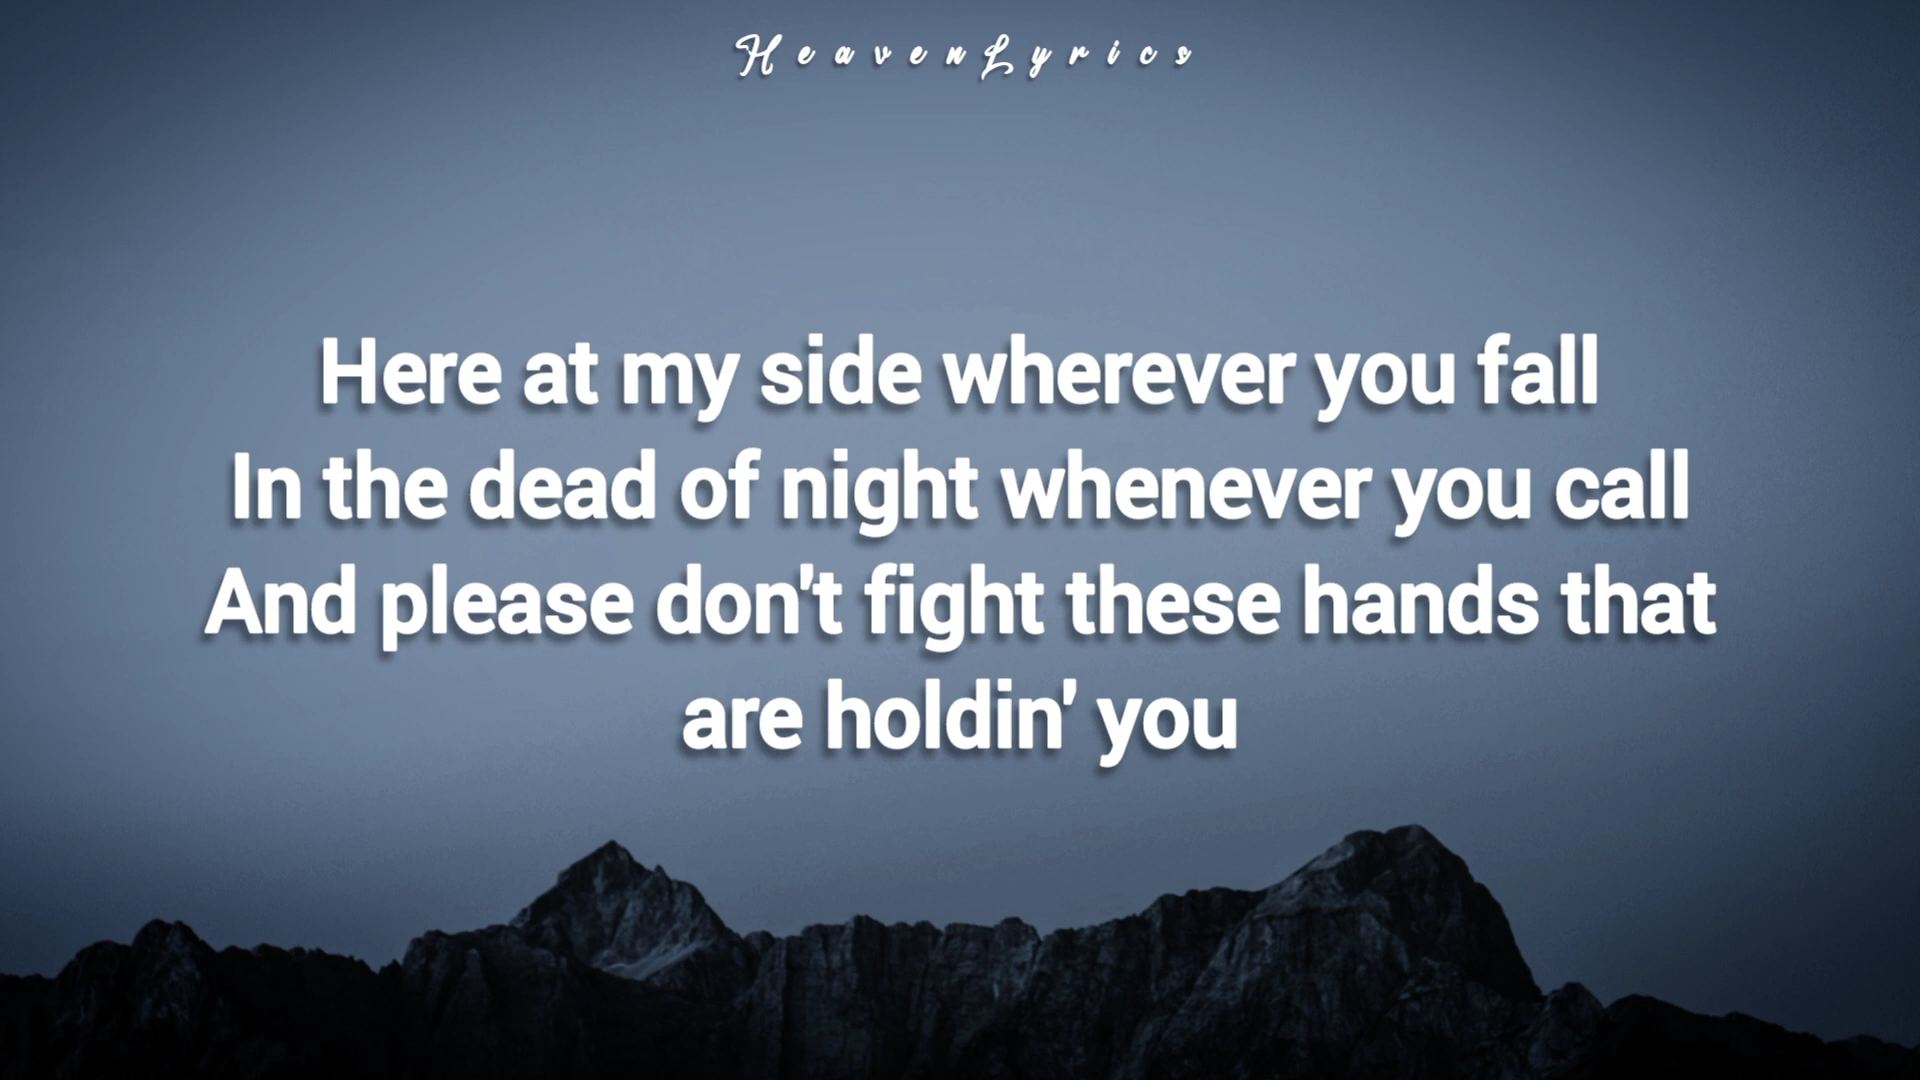 HeavenLyrics
Here at my side wherever you fall
In the dead of night whenever you call
And please don't fight these hands that
are holdin' you